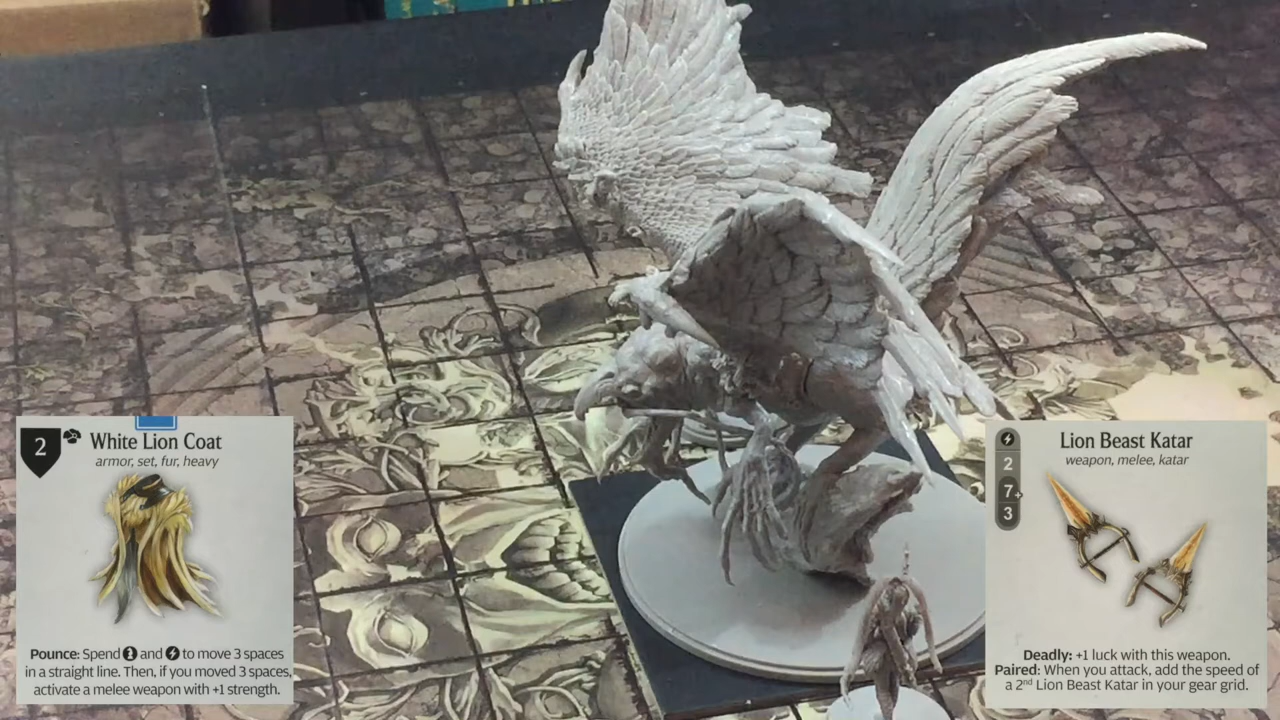 2
White Lion Coat
armor, set, fur, heavy
Pounce: Spend and to move 3 spaces
in a straight line. Then, if you moved 3 spaces,
activate a melee weapon with +1 strength.
Lion Beast Katar
weapon, melee, katar
2
7+
3
Deadly: +1 luck with this weapon.
Paired: When you attack, add the speed of
a 2nd Lion Beast Katar in your gear grid.